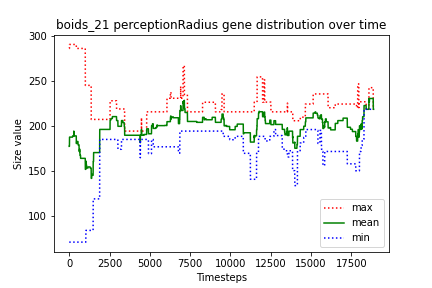 boids_21 perceptionRadius gene distribution over time
Size value
300
250
200
150
100
0
2500
5000
7500
10000
12500
15000
17500
Timesteps
max
mean
min